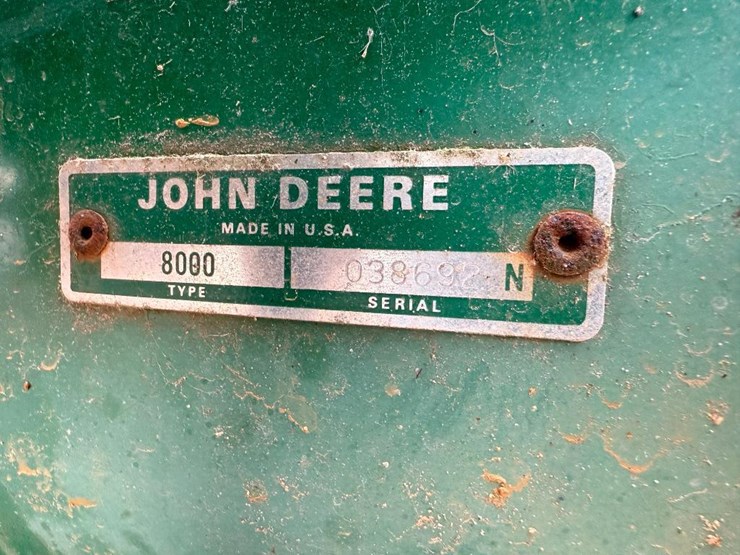 JOHN DEERE
MADE IN U.S.A.
8000 N
TYPE SERIAL